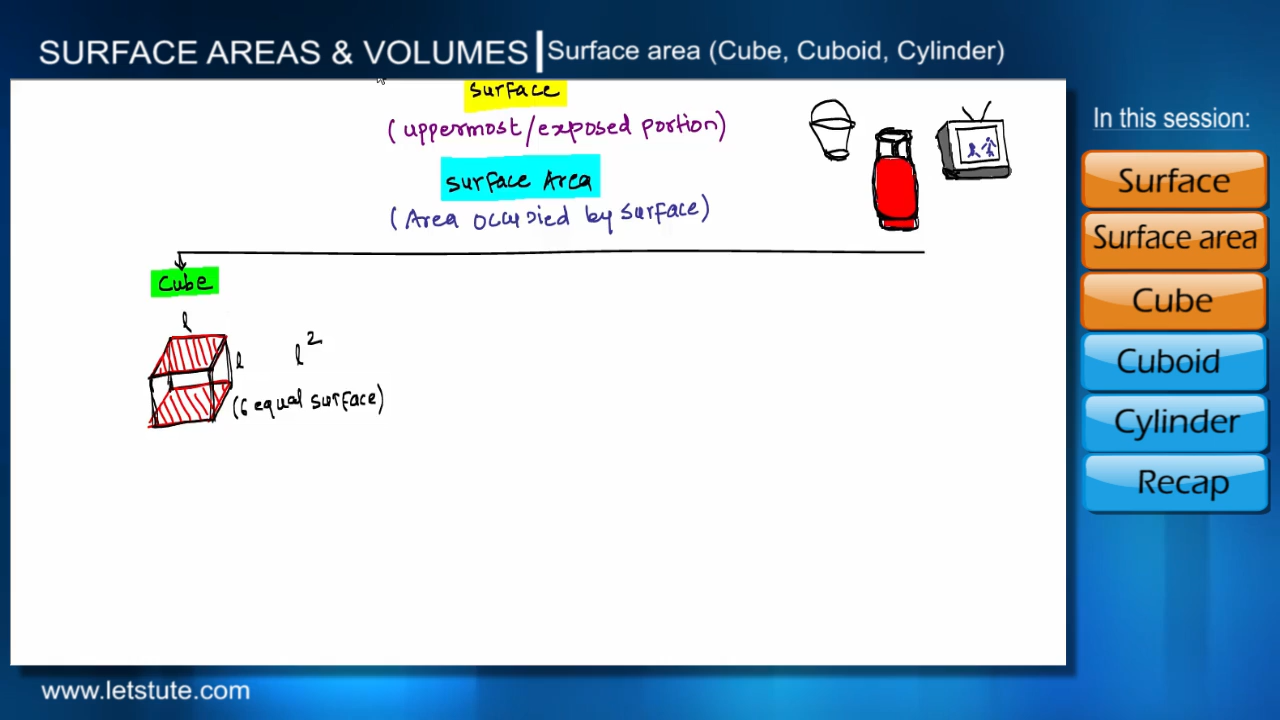 SURFACE AREAS & VOLUMES Surface area (Cube, Cuboid, Cylinder)
surface
(uppermost/exposed portion)
surface Area
(Area occupied by surface)
Cube
l
l
l²
(6 equal surface)
In this session:
Surface
Surface area
Cube
Cuboid
Cylinder
Recap
www.letstute.com